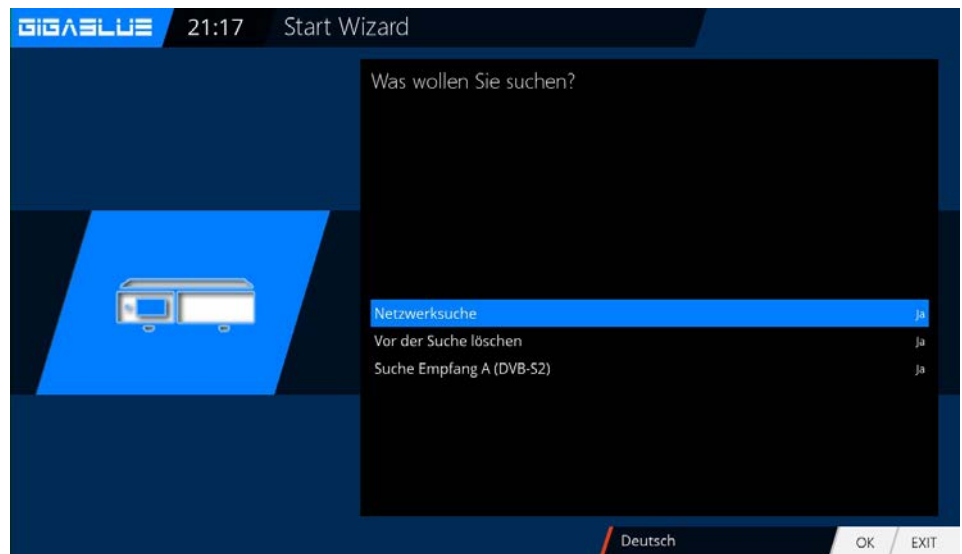 GIGABLUE 21:17 Start Wizard
Was wollen Sie suchen?
Netzwerksuche Ja
Vor der Suche löschen Ja
Suche Empfang A (DVB-S2) Ja
Deutsch OK EXIT